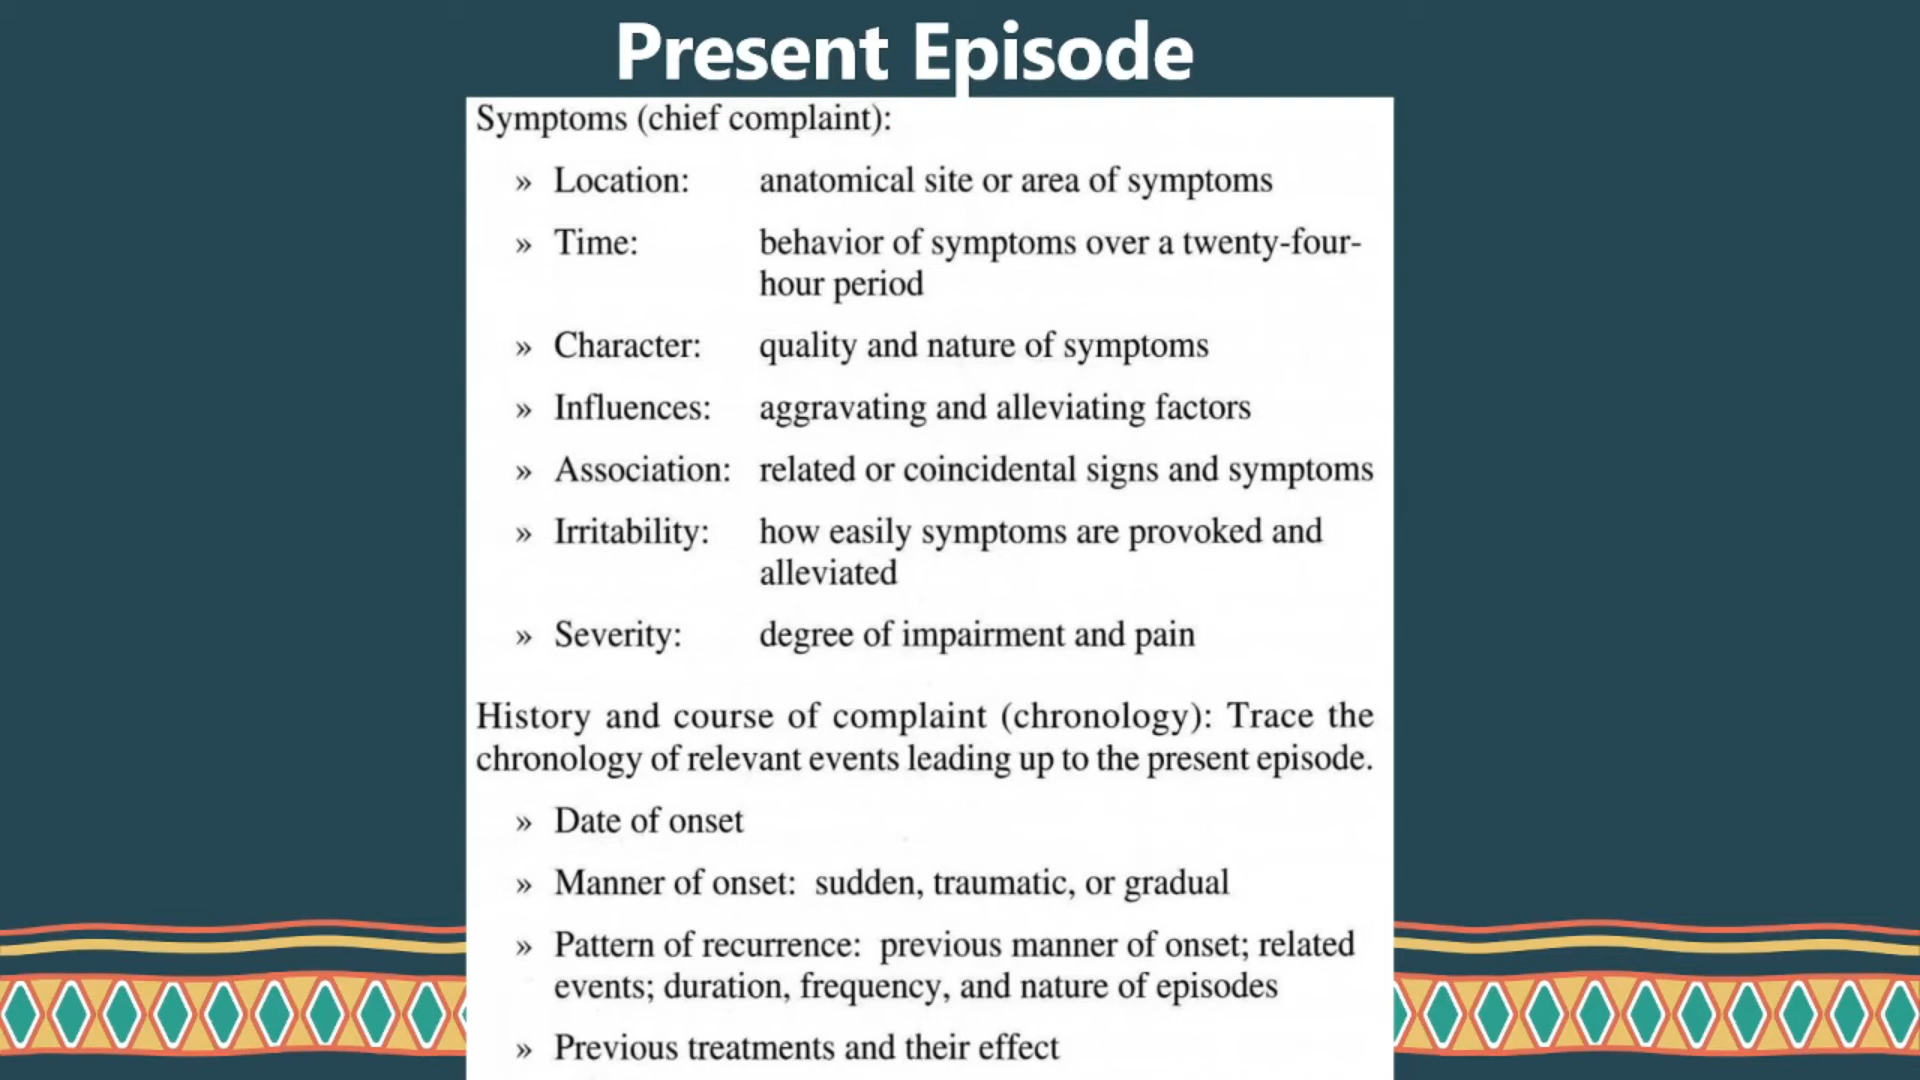 Present Episode
Symptoms (chief complaint):
» Location: anatomical site or area of symptoms
» Time: behavior of symptoms over a twenty-four-
hour period
» Character: quality and nature of symptoms
» Influences: aggravating and alleviating factors
» Association: related or coincidental signs and symptoms
» Irritability: how easily symptoms are provoked and
alleviated
» Severity: degree of impairment and pain
History and course of complaint (chronology): Trace the
chronology of relevant events leading up to the present episode.
» Date of onset
» Manner of onset: sudden, traumatic, or gradual
» Pattern of recurrence: previous manner of onset; related
events; duration, frequency, and nature of episodes
» Previous treatments and their effect